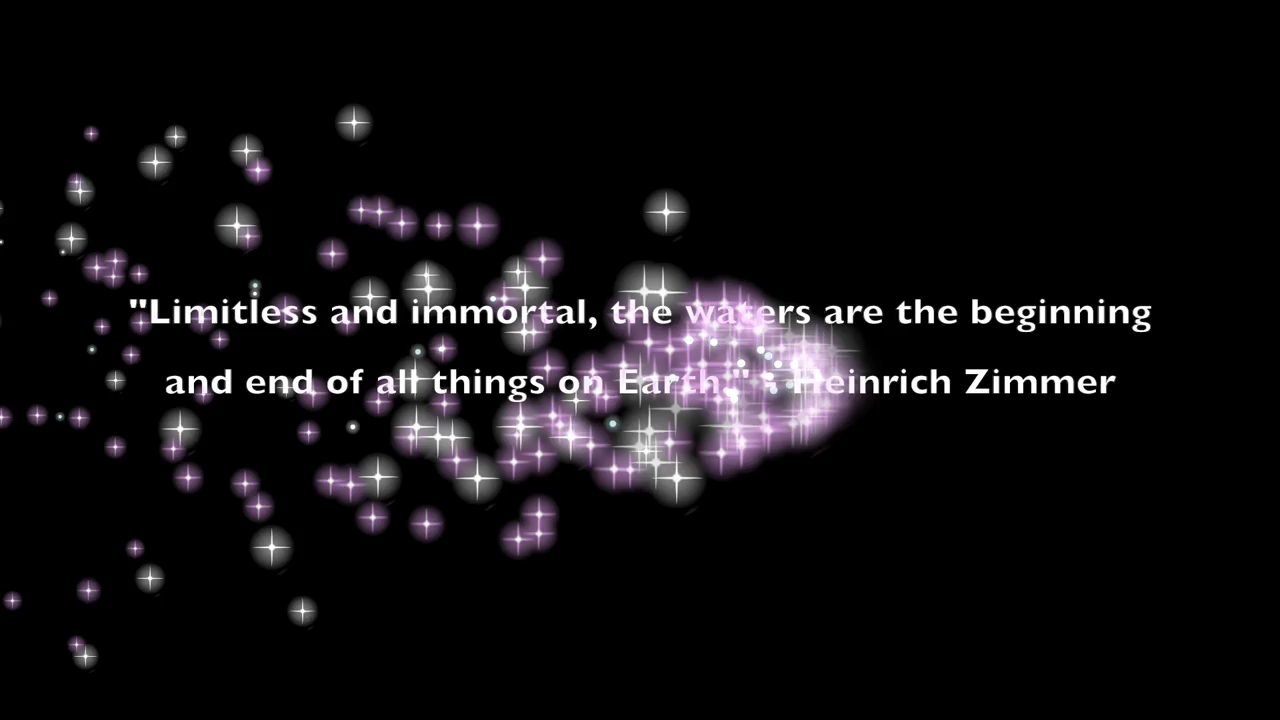 "Limitless and immortal, the waters are the beginning
and end of all things on Earth." - Heinrich Zimmer